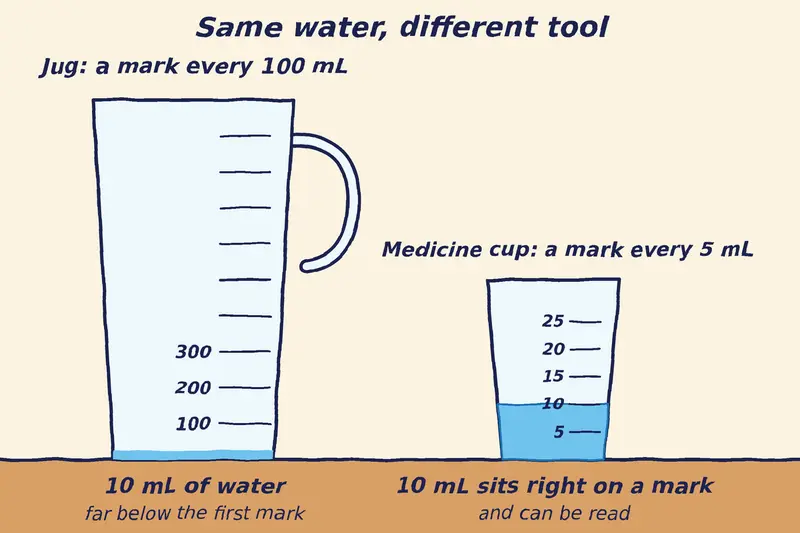 Same water, different tool
Jug: a mark every 100 mL
300
200
100
10 mL of water
far below the first mark
Medicine cup: a mark every 5 mL
25
20
15
10
5
10 mL sits right on a mark
and can be read